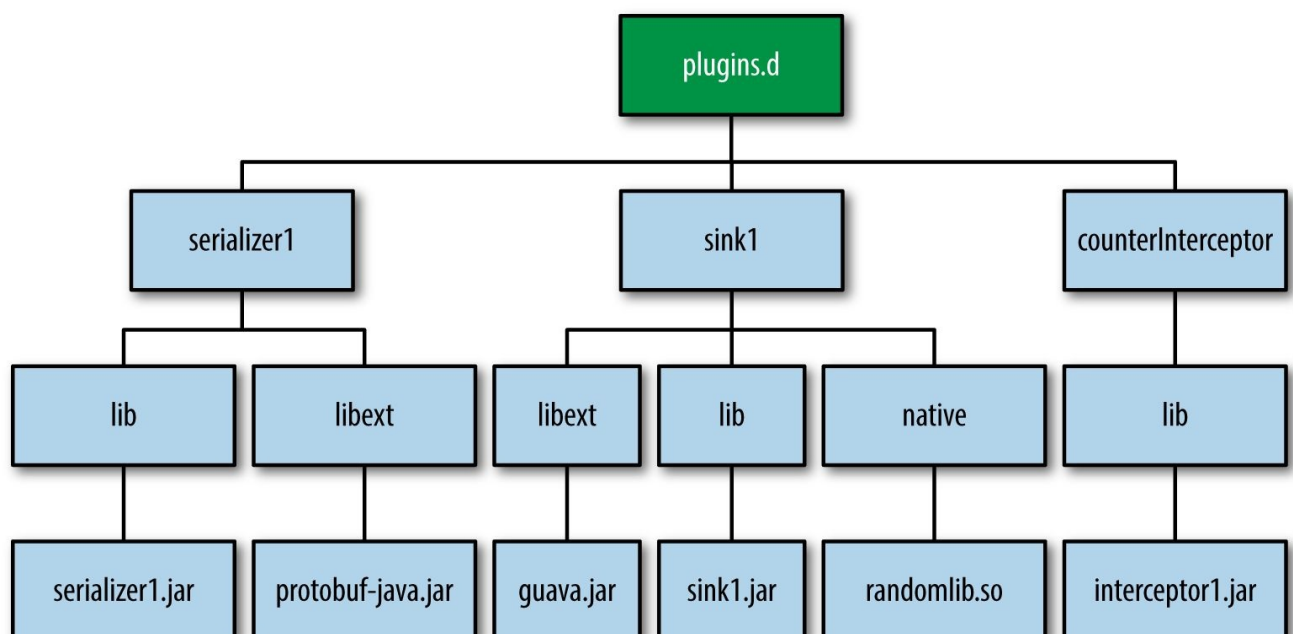 plugins.d
serializer1
sink1
counterInterceptor
lib
libext
libext
lib
native
lib
serializer1.jar
protobuf-java.jar
guava.jar
sink1.jar
randomlib.so
interceptor1.jar